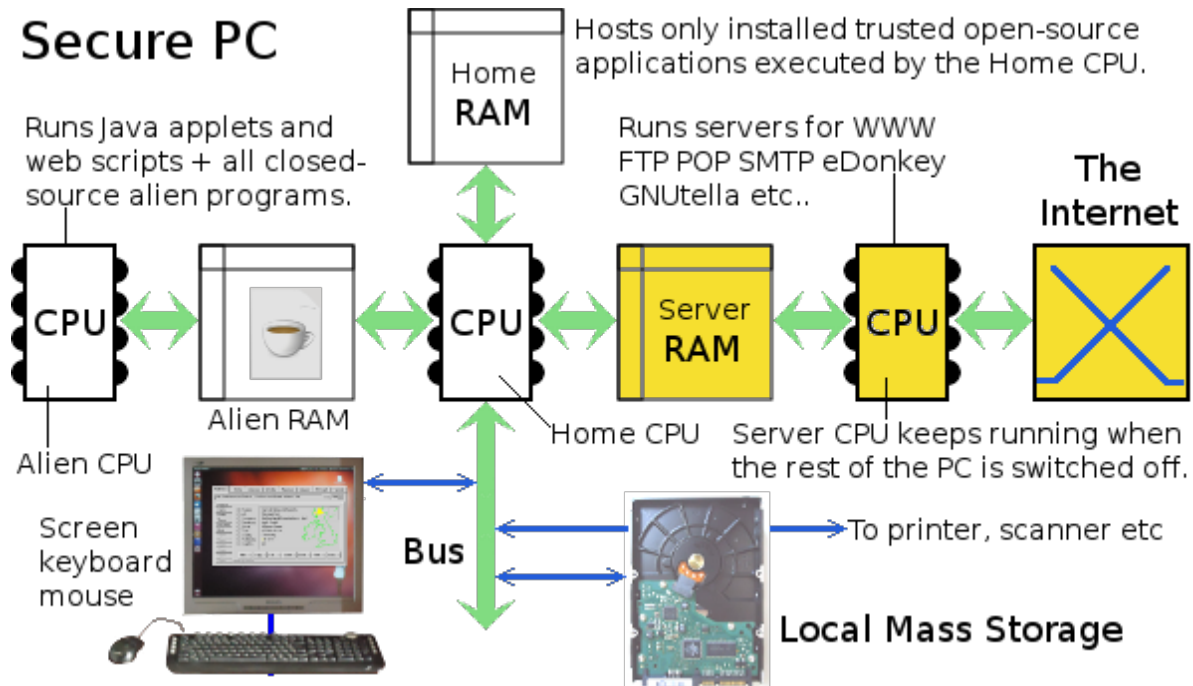 Secure PC
Home
RAM
Hosts only installed trusted open-source
applications executed by the Home CPU.
Runs Java applets and
web scripts + all closed-
source alien programs.
Runs servers for WWW
FTP POP SMTP eDonkey
GNUtella etc..
The
Internet
CPU
CPU
Server
RAM
CPU
Alien RAM
Alien CPU
Home CPU
Server CPU keeps running when
the rest of the PC is switched off.
Screen
keyboard
mouse
Bus
To printer, scanner etc
Local Mass Storage